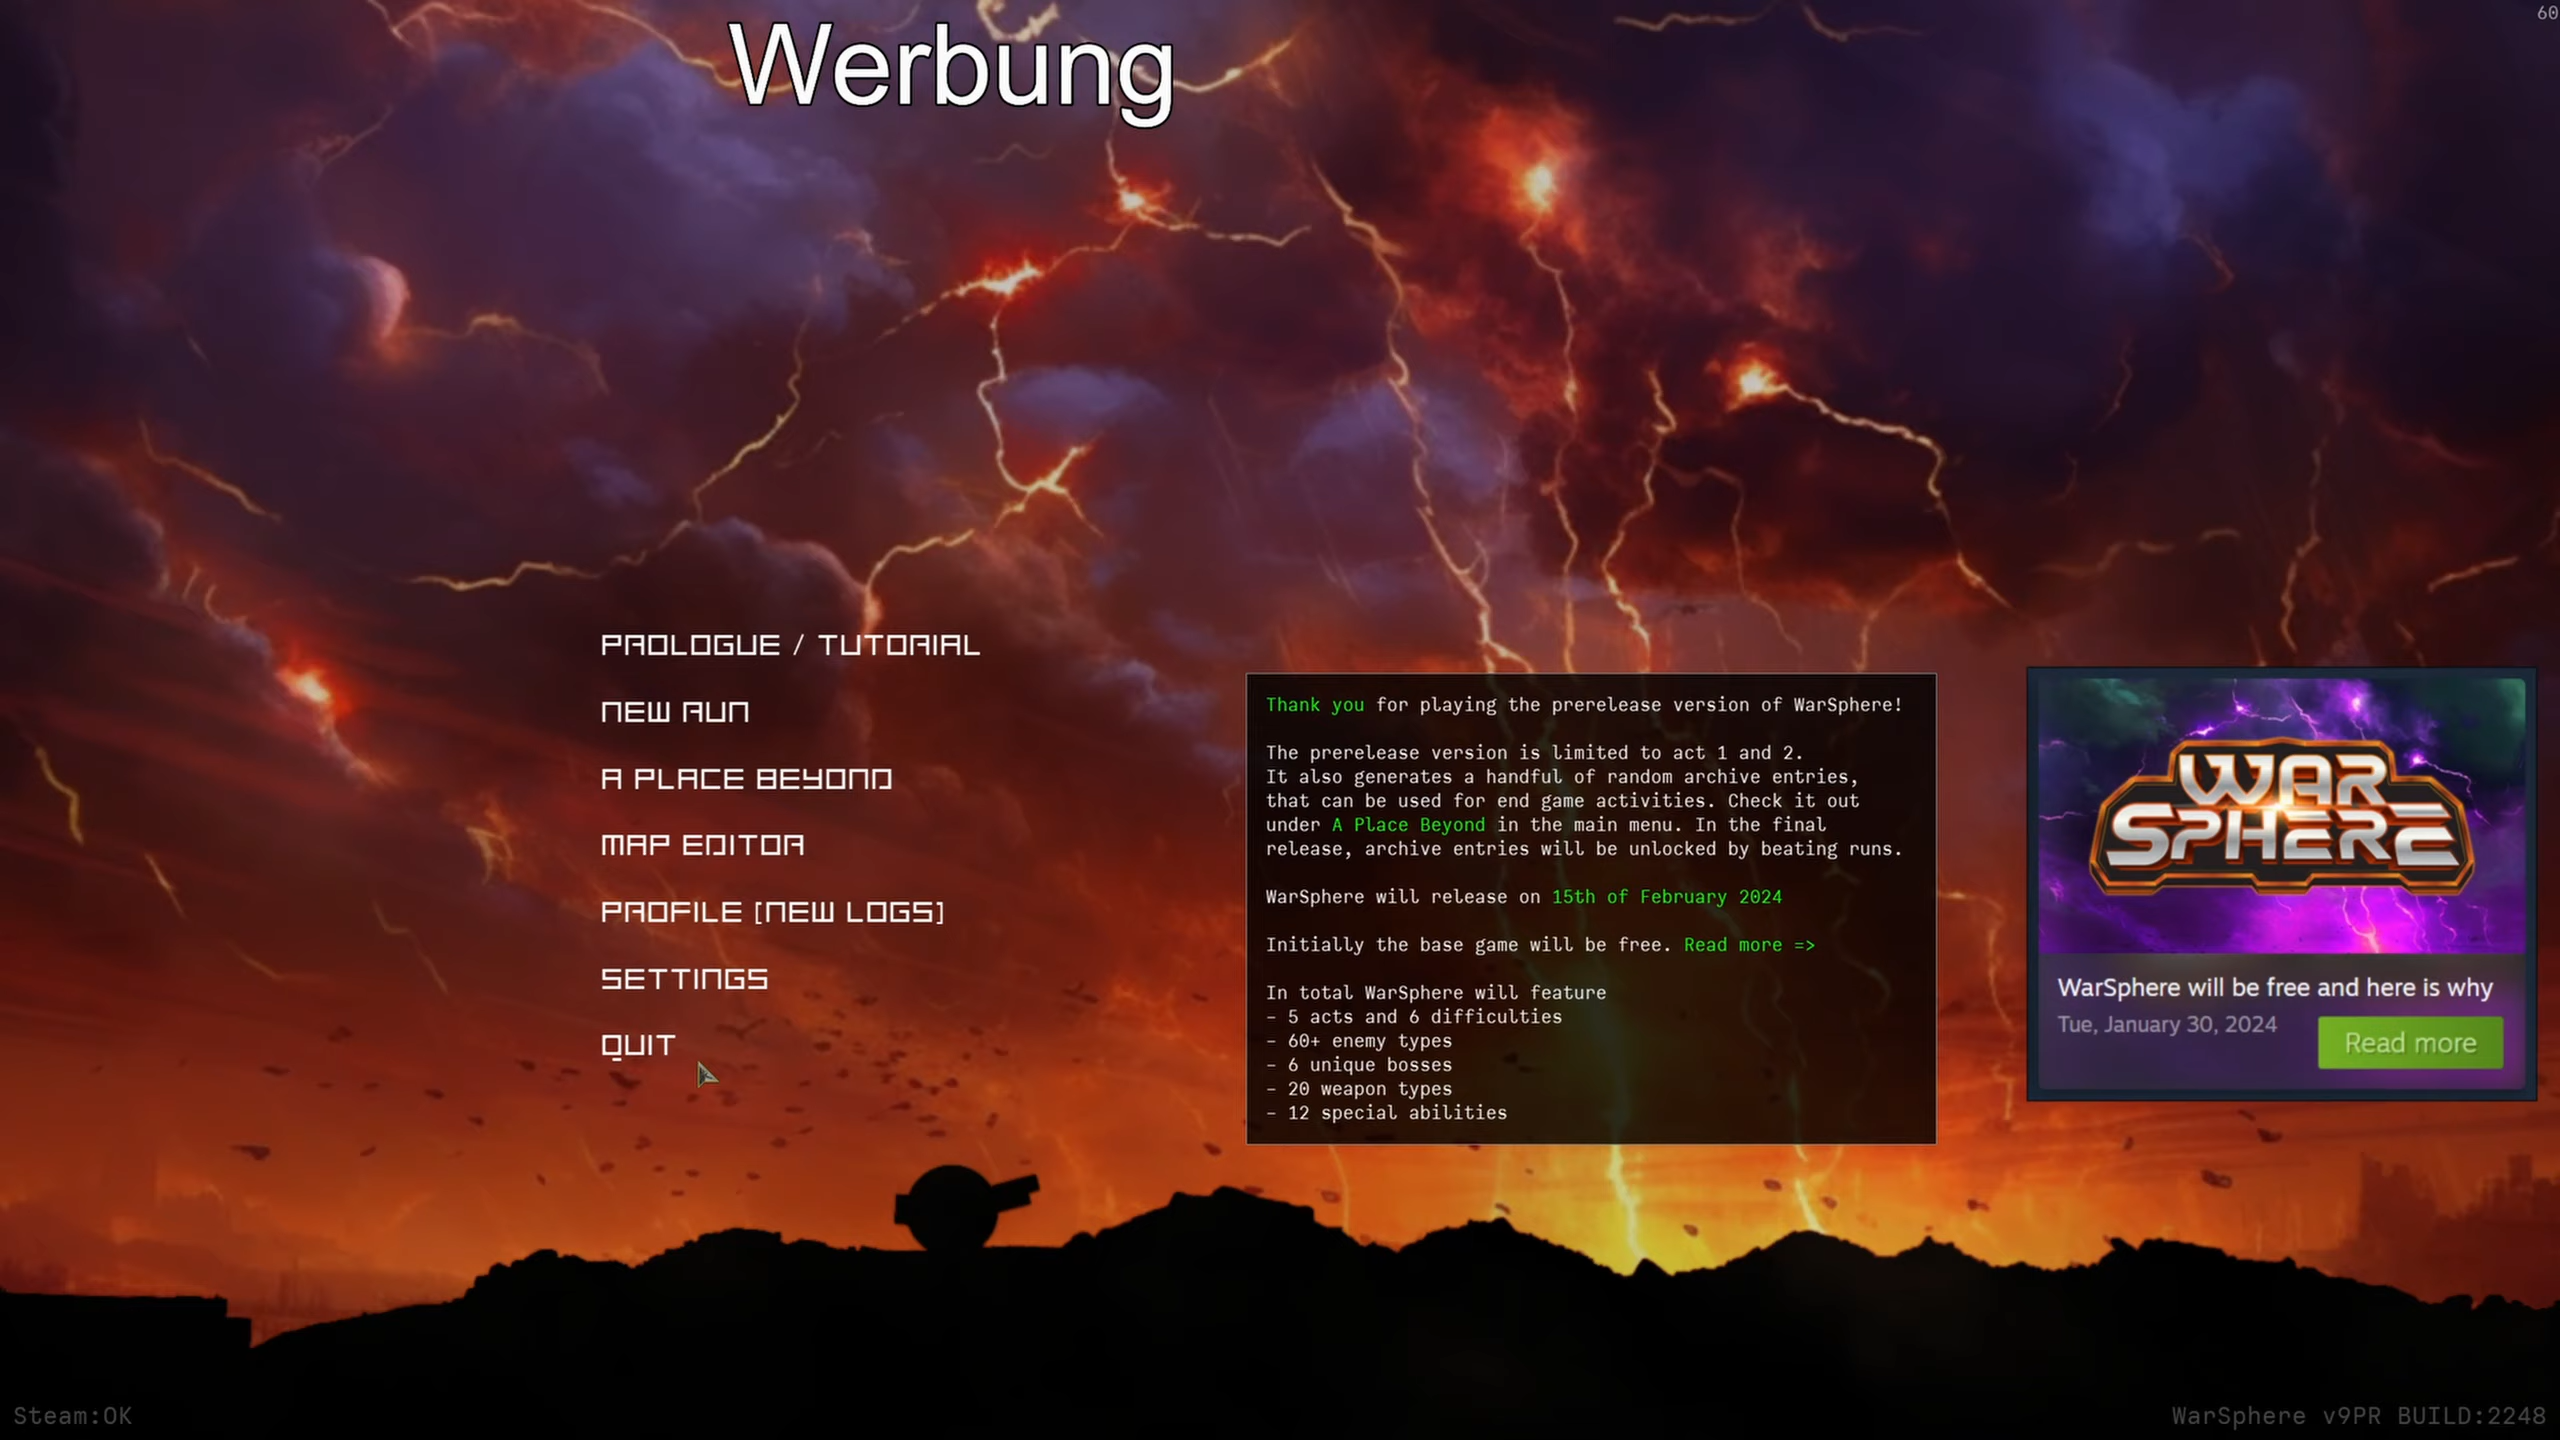 Werbung
60
PROLOGUE / TUTORIAL
NEW RUN
A PLACE BEYOND
MAP EDITOR
PROFILE [NEW LOGS]
SETTINGS
QUIT
Thank you for playing the prerelease version of WarSphere!
The prerelease version is limited to act 1 and 2.
It also generates a handful of random archive entries,
that can be used for end game activities. Check it out
under A Place Beyond in the main menu. In the final
release, archive entries will be unlocked by beating runs.
WarSphere will release on 15th of February 2024
Initially the base game will be free. Read more =>
In total WarSphere will feature
- 5 acts and 6 difficulties
- 60+ enemy types
- 6 unique bosses
- 20 weapon types
- 12 special abilities
WAR
SPHERE
WarSphere will be free and here is why
Tue, January 30, 2024
Read more
Steam:OK
WarSphere v9PR BUILD:2248